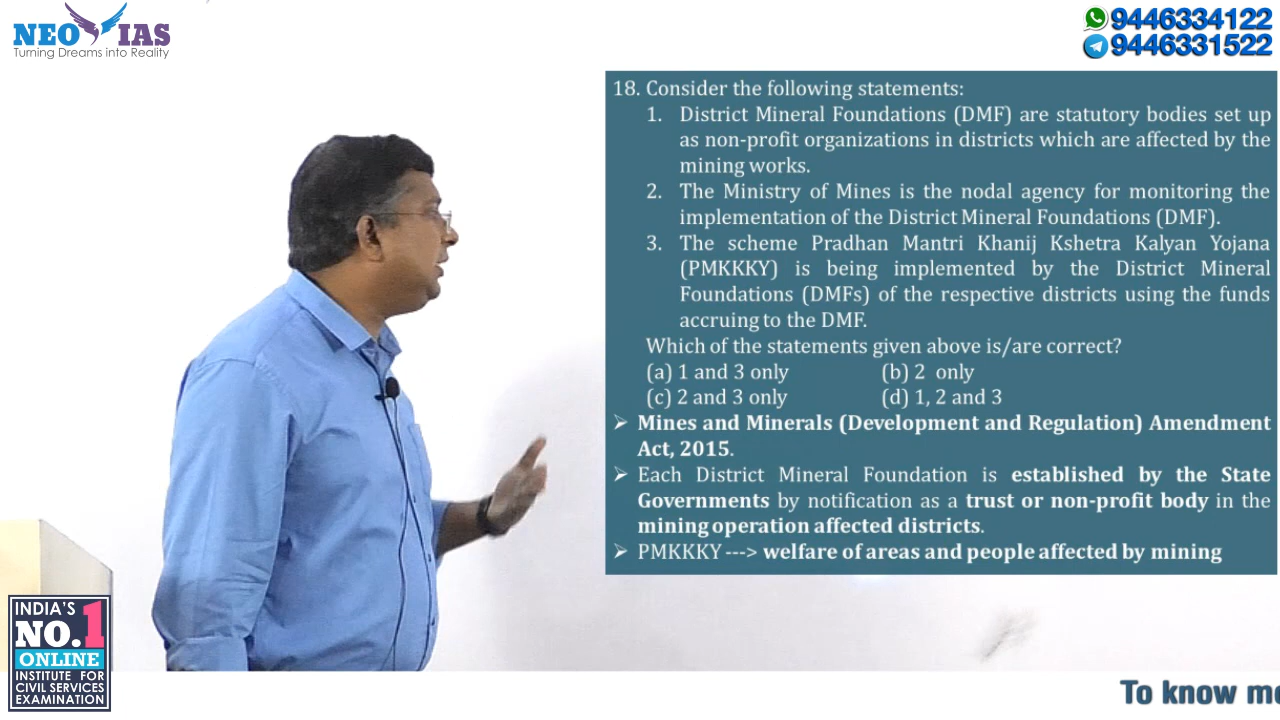 NEO IAS
Turning Dreams into Reality
9446334122
9446331522
18. Consider the following statements:
1. District Mineral Foundations (DMF) are statutory bodies set up
as non-profit organizations in districts which are affected by the
mining works.
2. The Ministry of Mines is the nodal agency for monitoring the
implementation of the District Mineral Foundations (DMF).
3. The scheme Pradhan Mantri Khanij Kshetra Kalyan Yojana
(PMKKKY) is being implemented by the District Mineral
Foundations (DMFs) of the respective districts using the funds
accruing to the DMF.
Which of the statements given above is/are correct?
(a) 1 and 3 only (b) 2 only
(c) 2 and 3 only (d) 1, 2 and 3
➢ Mines and Minerals (Development and Regulation) Amendment
Act, 2015.
➢ Each District Mineral Foundation is established by the State
Governments by notification as a trust or non-profit body in the
mining operation affected districts.
➢ PMKKKY ---> welfare of areas and people affected by mining
INDIA'S
NO.1
ONLINE
INSTITUTE FOR
CIVIL SERVICES
EXAMINATION
To know